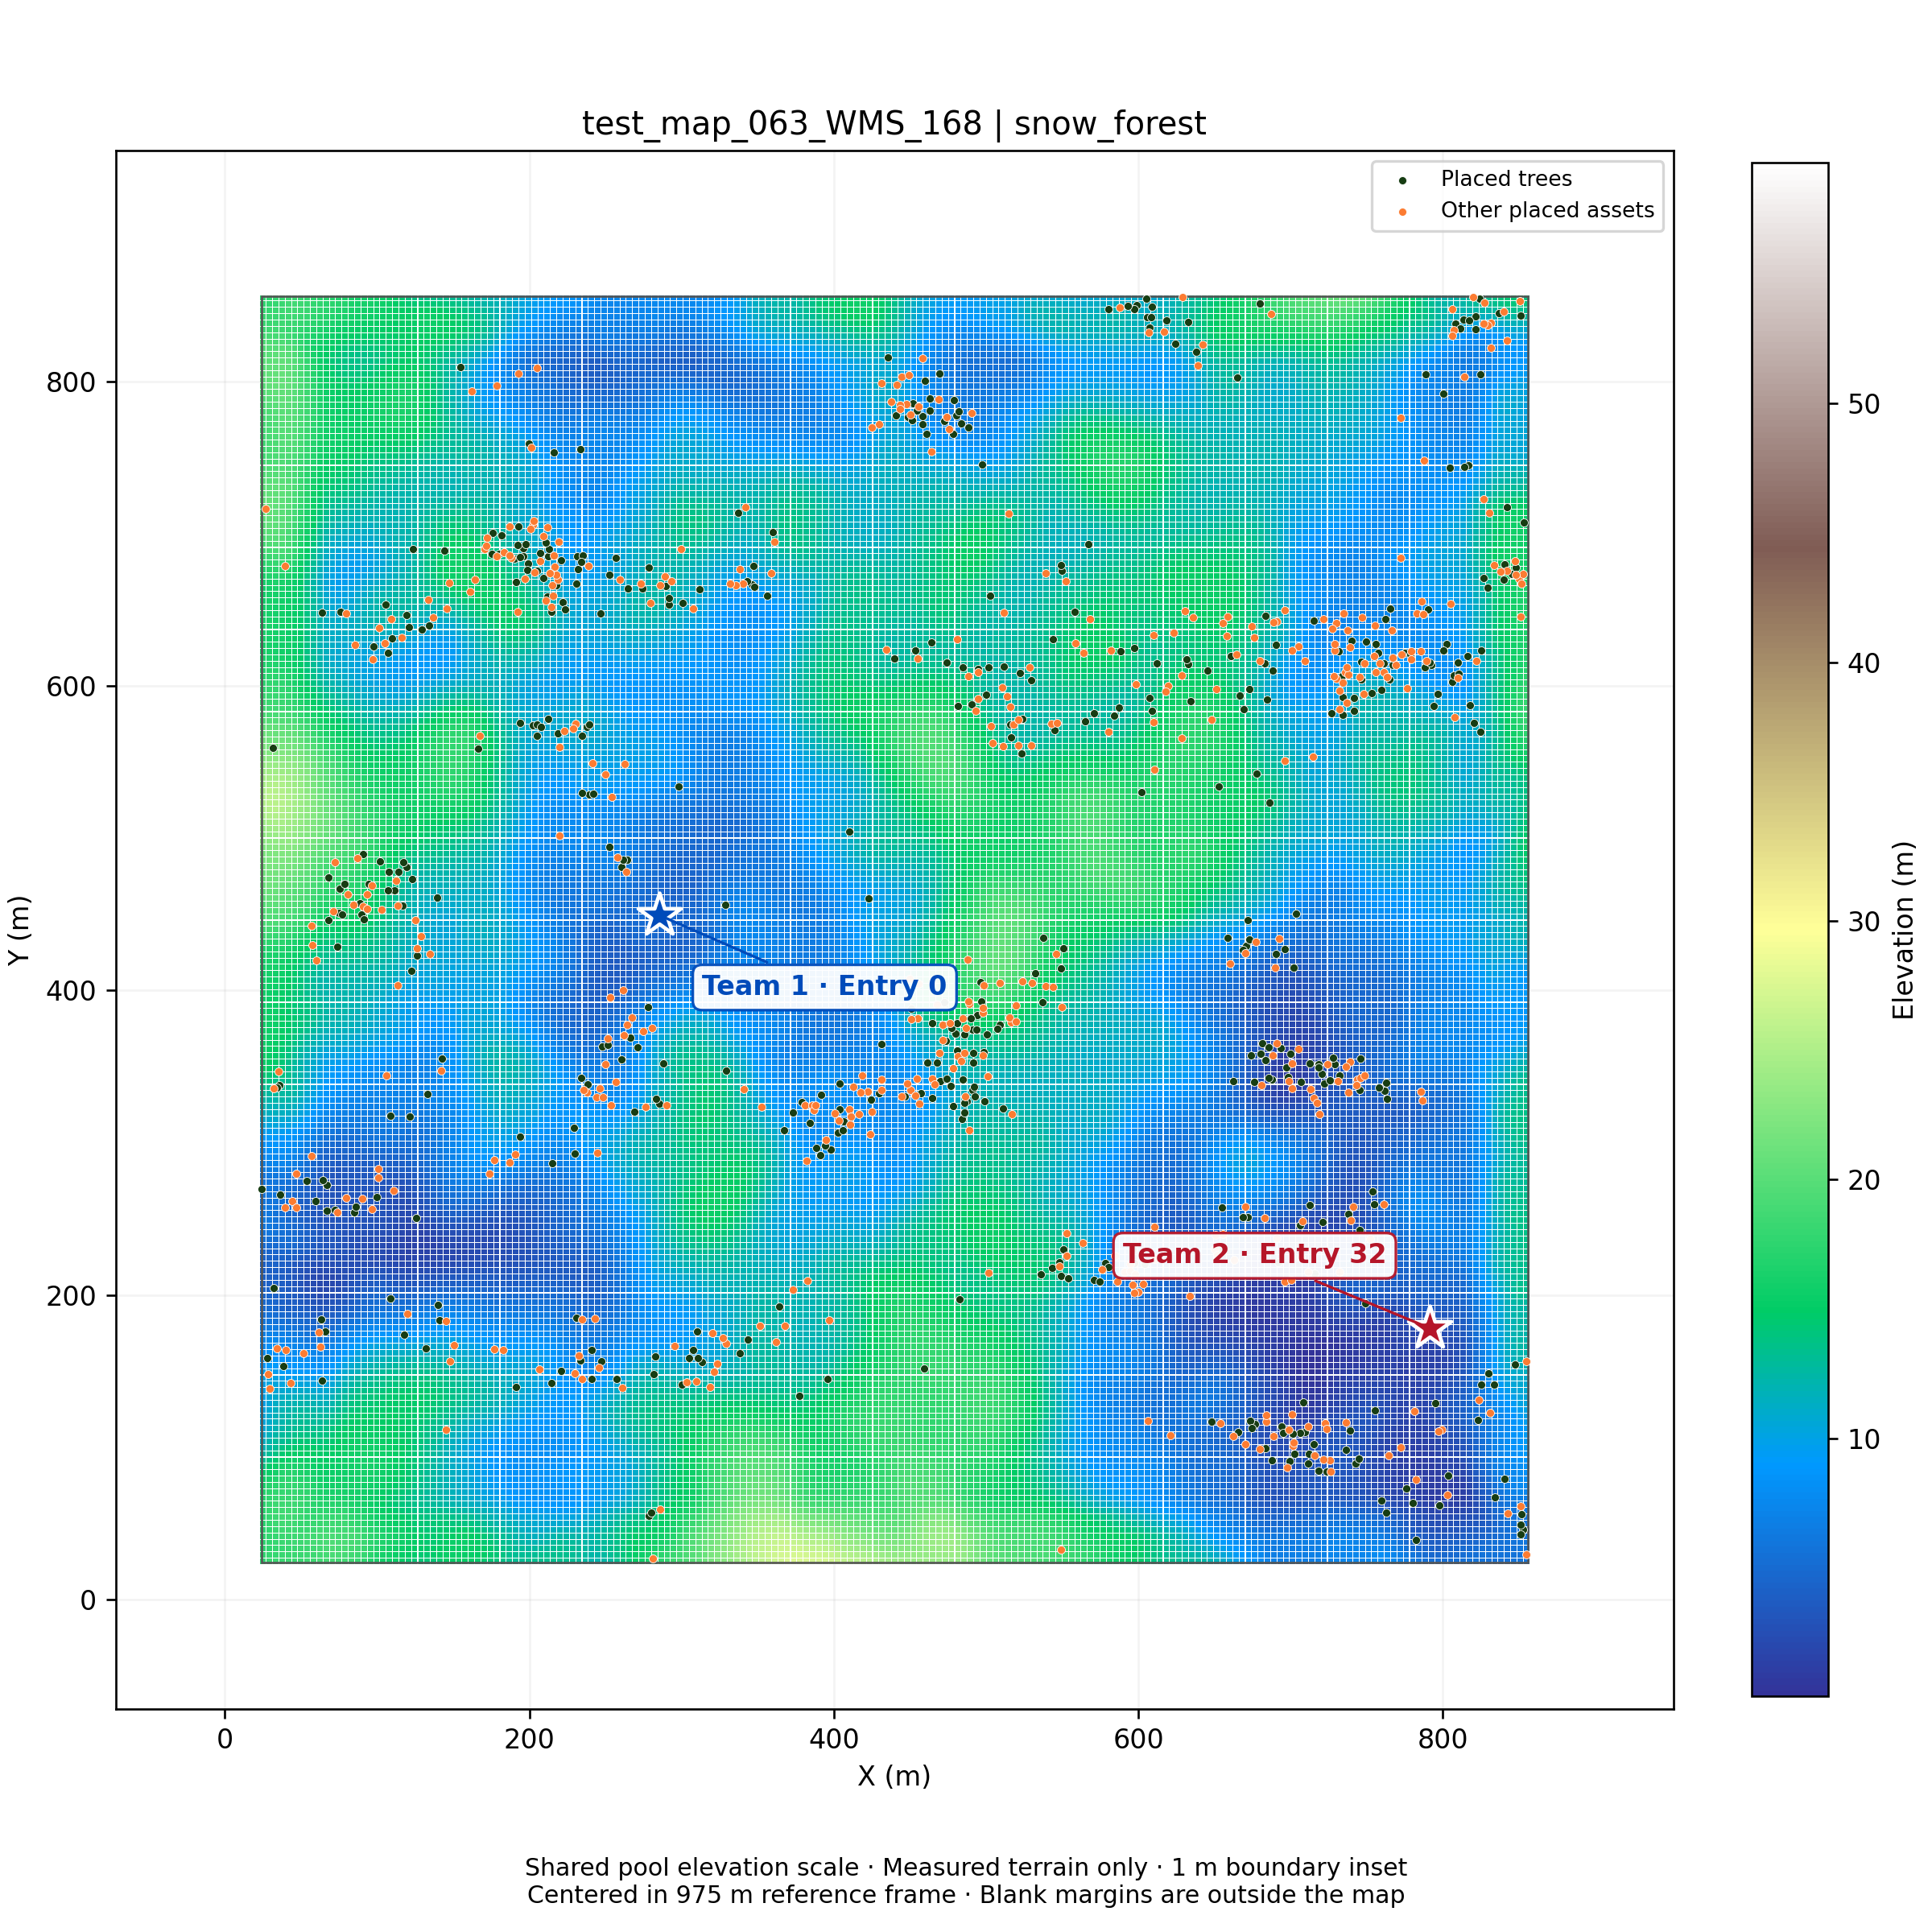 test_map_063_WMS_168 | snow_forest
Placed trees
Other placed assets
800
600
400
200
0
Y (m)
Team 1 · Entry 0
Team 2 · Entry 32
0
200
400
600
800
X (m)
50
40
30
20
10
Elevation (m)
Shared pool elevation scale · Measured terrain only · 1 m boundary inset
Centered in 975 m reference frame · Blank margins are outside the map